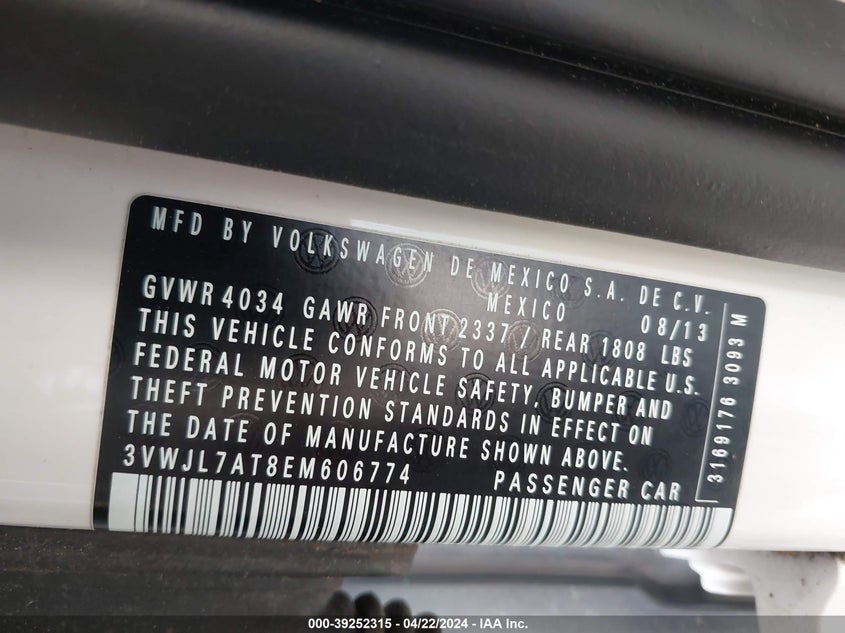 MFD BY VOLKSWAGEN DE MEXICO S.A. DE C.V.
MEXICO 08/13
GVWR 4034 GAWR FRONT 2337 / REAR 1808 LBS
THIS VEHICLE CONFORMS TO ALL APPLICABLE U.S.
FEDERAL MOTOR VEHICLE SAFETY, BUMPER AND
THEFT PREVENTION STANDARDS IN EFFECT ON
THE DATE OF MANUFACTURE SHOWN ABOVE.
3VWJL7AT8EM606774 PASSENGER CAR
3169176 3093 M
000-39252315 - 04/22/2024 - IAA Inc.